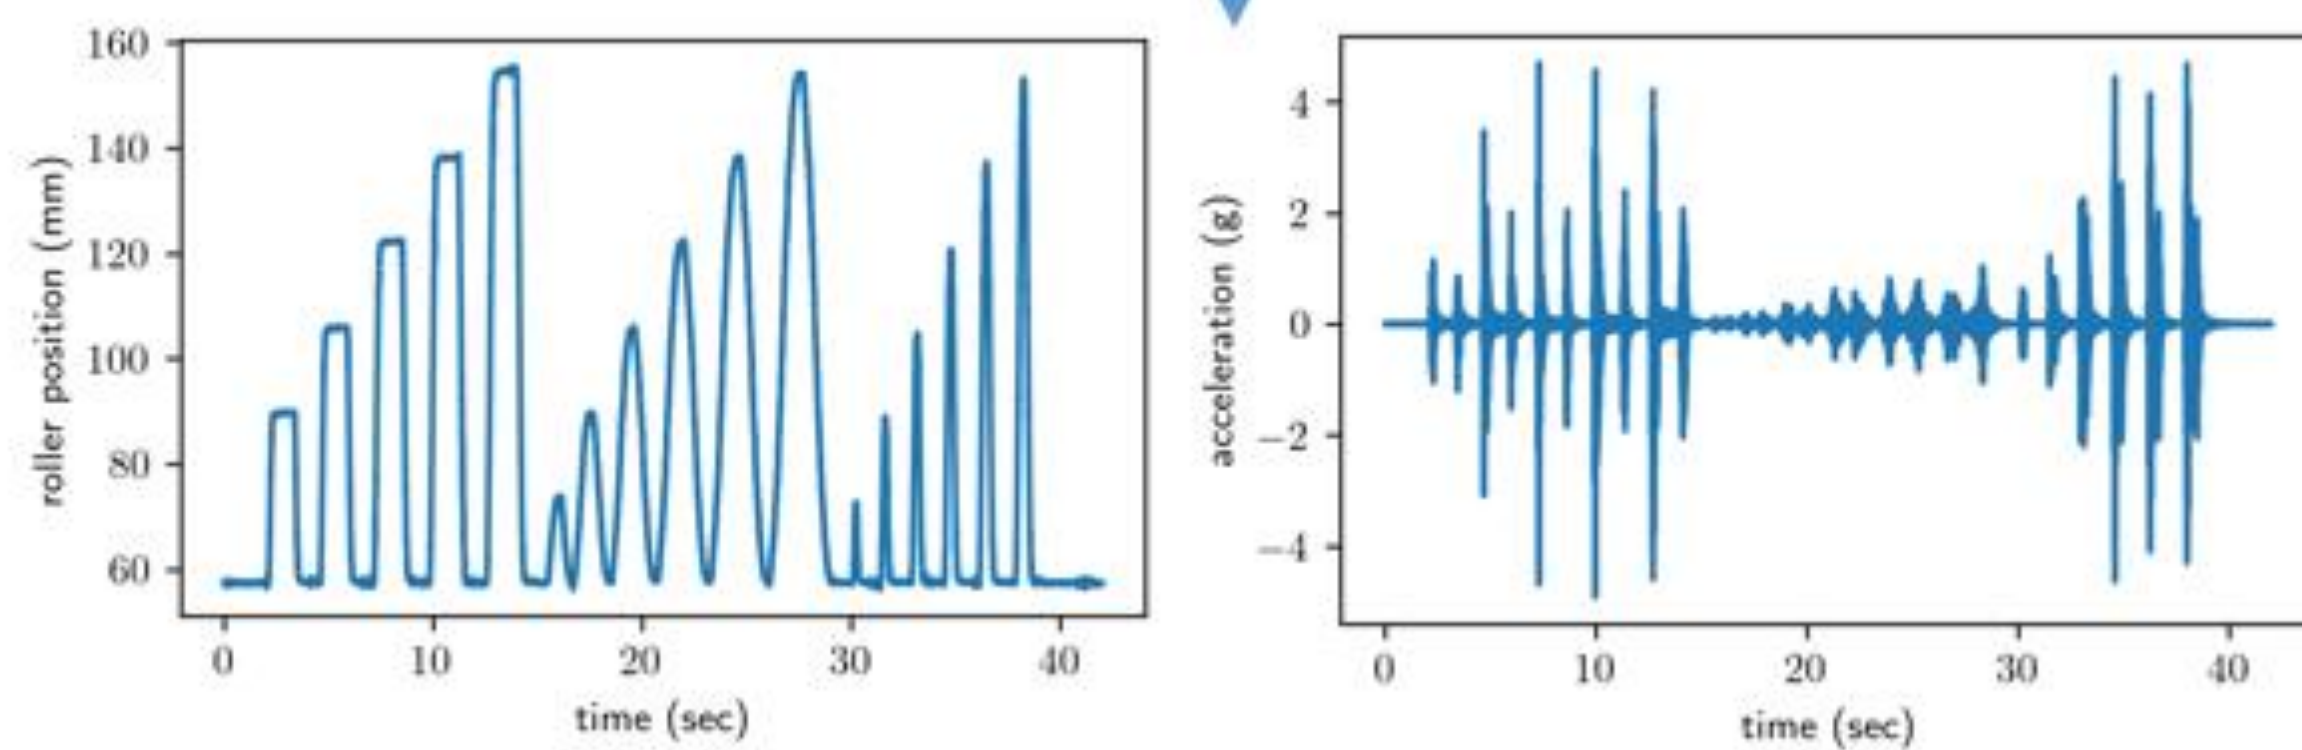 160
140
120
100
80
60
roller position (mm)
0 10 20 30 40
time (sec)
4
2
0
−2
−4
acceleration (g)
0 10 20 30 40
time (sec)